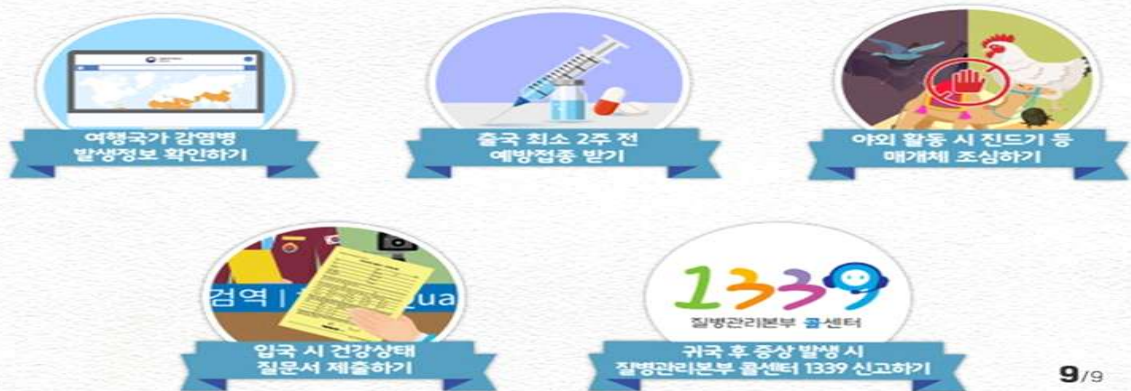 여행국가 감염병
발생정보 확인하기
출국 최소 2주 전
예방접종 받기
야외 활동 시 진드기 등
매개체 조심하기
검역 |
Qua
입국 시 건강상태
질문서 제출하기
1339
질병관리본부 콜센터
귀국 후 증상 발생 시
질병관리본부 콜센터 1339 신고하기
9/9